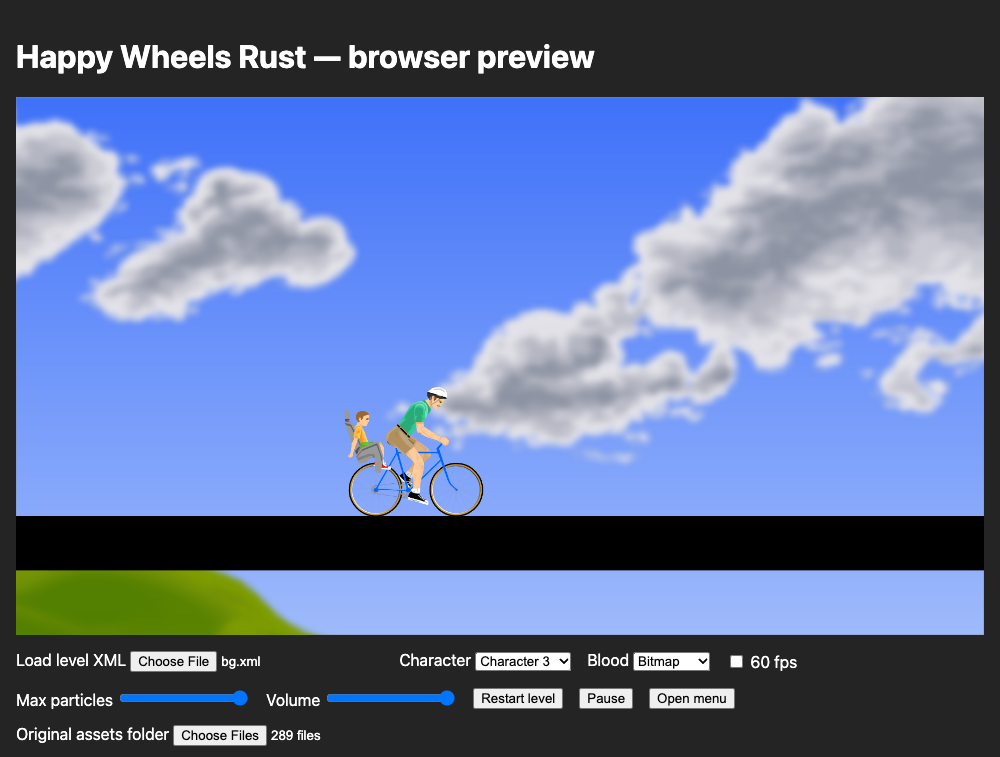 Happy Wheels Rust — browser preview
Load level XML Choose File bg.xml Character Character 3 Blood Bitmap 60 fps
Max particles Volume Restart level Pause Open menu
Original assets folder Choose Files 289 files